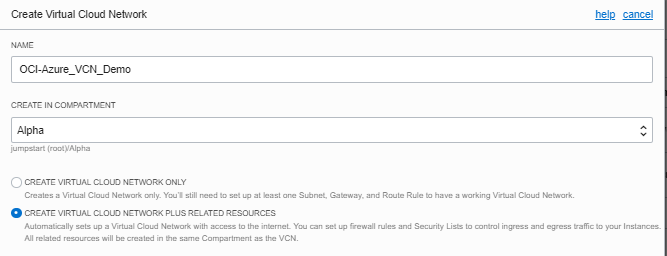 Create Virtual Cloud Network
help cancel
NAME
OCI-Azure_VCN_Demo
CREATE IN COMPARTMENT
Alpha
jumpstart (root)/Alpha
CREATE VIRTUAL CLOUD NETWORK ONLY
Creates a Virtual Cloud Network only. You'll still need to set up at least one Subnet, Gateway, and Route Rule to have a working Virtual Cloud Network.
CREATE VIRTUAL CLOUD NETWORK PLUS RELATED RESOURCES
Automatically sets up a Virtual Cloud Network with access to the internet. You can set up firewall rules and Security Lists to control ingress and egress traffic to your Instances.
All related resources will be created in the same Compartment as the VCN.